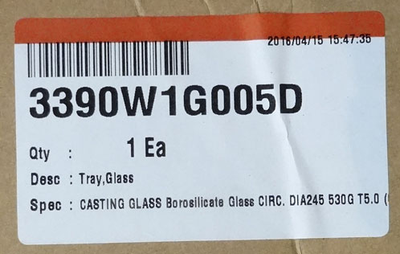 2016/04/15 15:47:35
3390W1G005D
Qty : 1 Ea
Desc : Tray,Glass
Spec : CASTING GLASS Borosilicate Glass CIRC. DIA245 530G T5.0 (